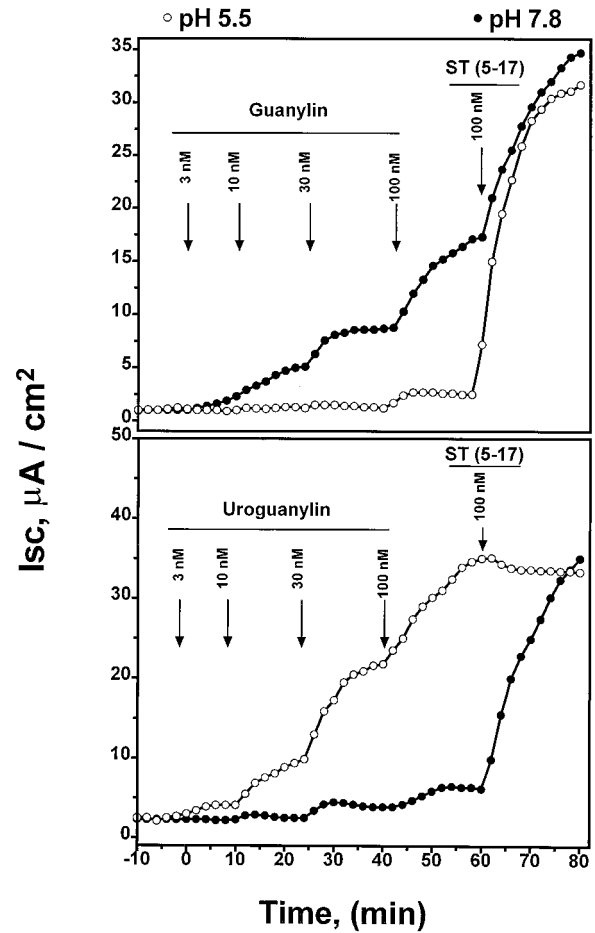 ○ pH 5.5 ● pH 7.8
35
30
25
20
15
10
5
0
Guanylin
3 nM
10 nM
30 nM
100 nM
ST (5-17)
100 nM
Isc, μA / cm2
50
40
30
20
10
0
Uroguanylin
3 nM
10 nM
30 nM
100 nM
ST (5-17)
100 nM
-10 0 10 20 30 40 50 60 70 80
Time, (min)